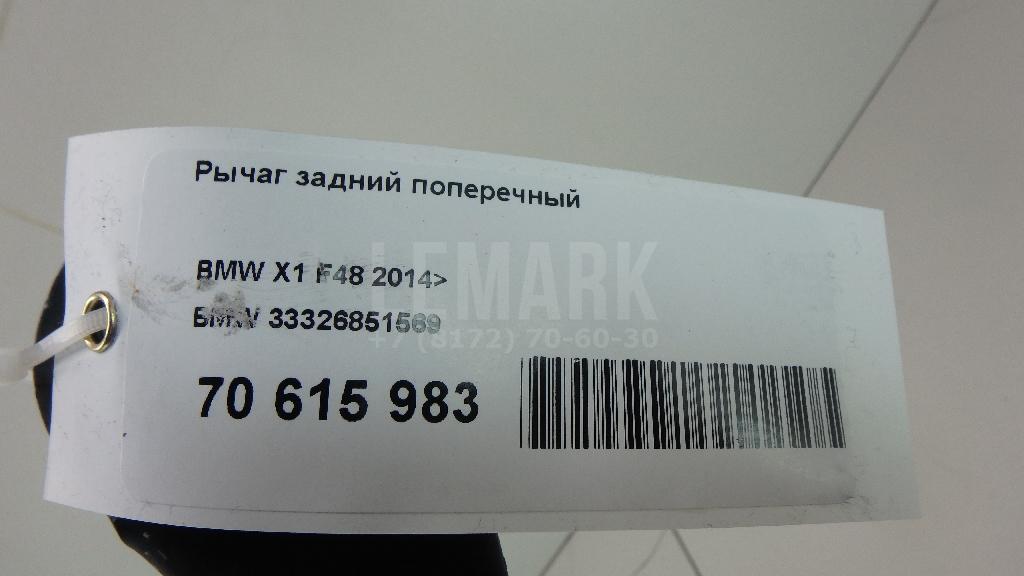 Рычаг задний поперечный
BMW X1 F48 2014>
BMW 33326851569
70 615 983
LEMARK
+7 (8172) 70-60-30